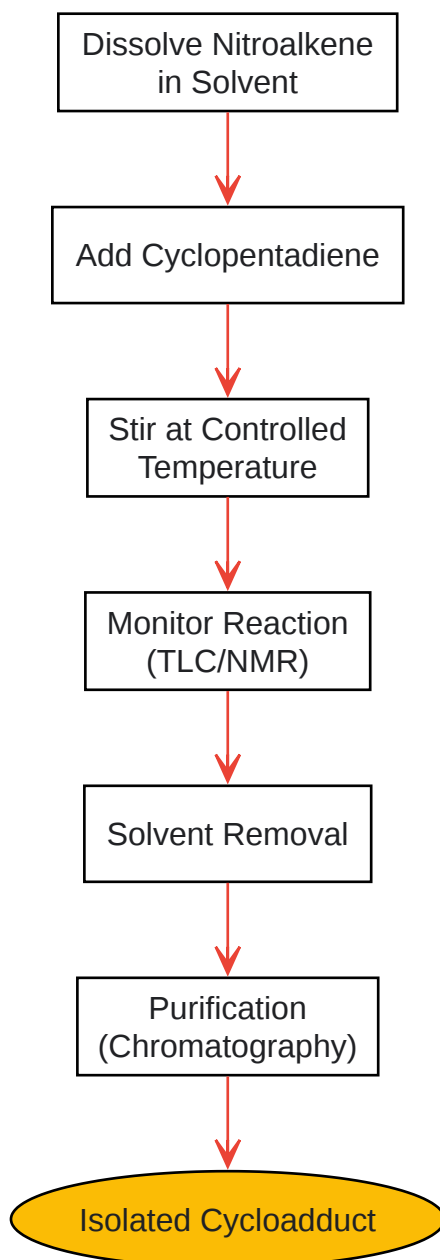 Dissolve Nitroalkene
in Solvent
Add Cyclopentadiene
Stir at Controlled
Temperature
Monitor Reaction
(TLC/NMR)
Solvent Removal
Purification
(Chromatography)
Isolated Cycloadduct